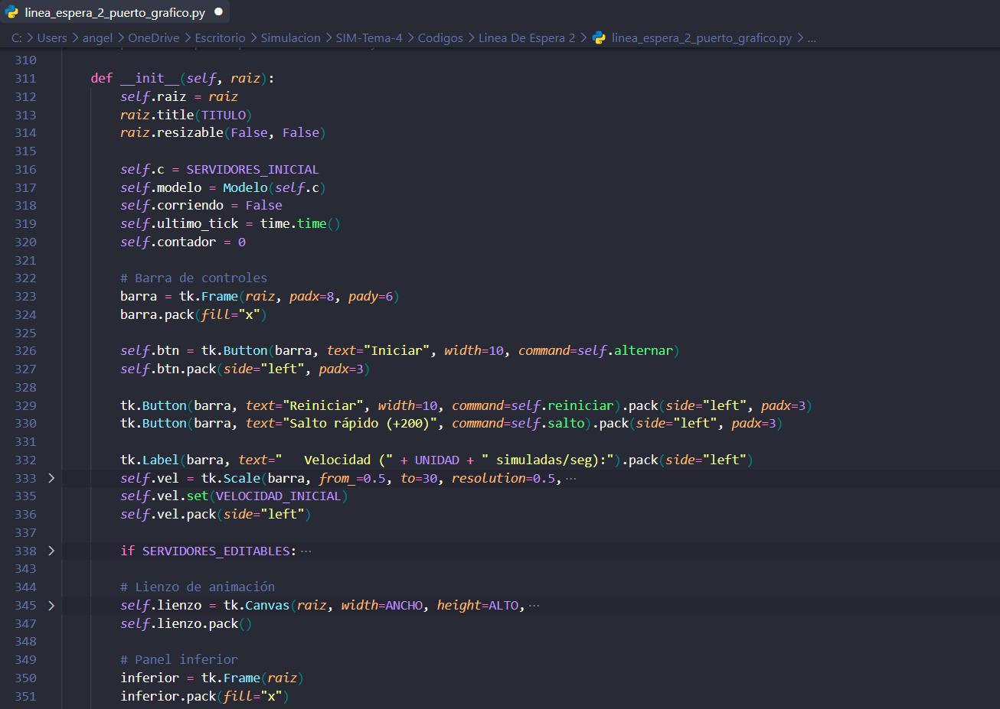 linea_espera_2_puerto_grafico.py
C: > Users > angel > OneDrive > Escritorio > Simulacion > SIM-Tema-4 > Codigos > Linea De Espera 2 > linea_espera_2_puerto_grafico.py > ...
310
311 def __init__(self, raiz):
312 self.raiz = raiz
313 raiz.title(TITULO)
314 raiz.resizable(False, False)
315
316 self.c = SERVIDORES_INICIAL
317 self.modelo = Modelo(self.c)
318 self.corriendo = False
319 self.ultimo_tick = time.time()
320 self.contador = 0
321
322 # Barra de controles
323 barra = tk.Frame(raiz, padx=8, pady=6)
324 barra.pack(fill="x")
325
326 self.btn = tk.Button(barra, text="Iniciar", width=10, command=self.alternar)
327 self.btn.pack(side="left", padx=3)
328
329 tk.Button(barra, text="Reiniciar", width=10, command=self.reiniciar).pack(side="left", padx=3)
330 tk.Button(barra, text="Salto rápido (+200)", command=self.salto).pack(side="left", padx=3)
331
332 tk.Label(barra, text="   Velocidad (" + UNIDAD + " simuladas/seg):").pack(side="left")
333 > self.vel = tk.Scale(barra, from_=0.5, to=30, resolution=0.5, ···
335 self.vel.set(VELOCIDAD_INICIAL)
336 self.vel.pack(side="left")
337
338 > if SERVIDORES_EDITABLES: ···
343
344 # Lienzo de animación
345 > self.lienzo = tk.Canvas(raiz, width=ANCHO, height=ALTO, ···
347 self.lienzo.pack()
348
349 # Panel inferior
350 inferior = tk.Frame(raiz)
351 inferior.pack(fill="x")